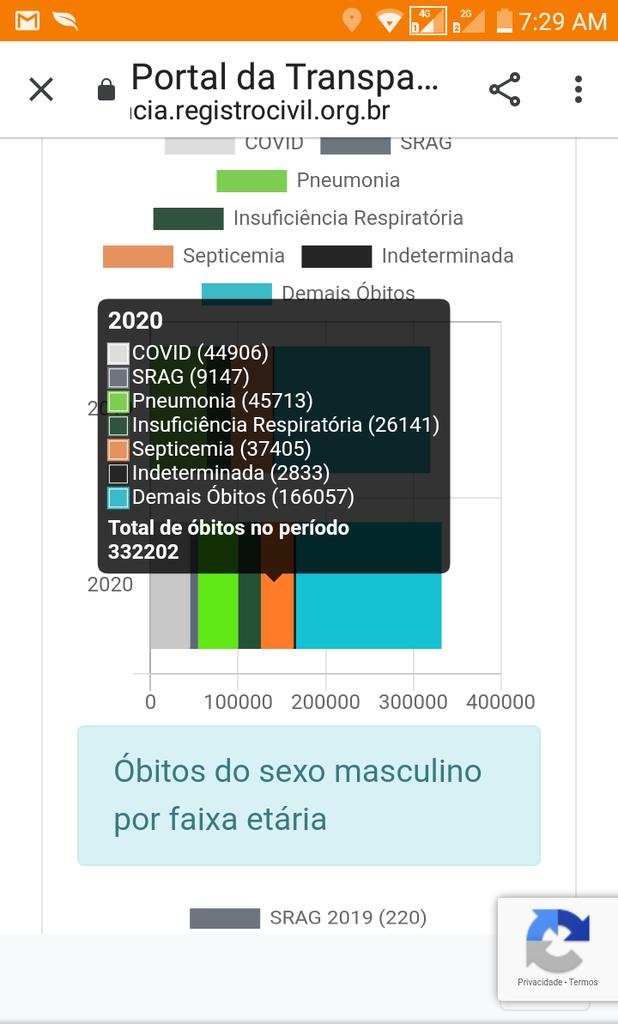 4G
1
2G
2
7:29 AM
Portal da Transpa...
cia.registrocivil.org.br
COVID
SRAG
Pneumonia
Insuficiência Respiratória
Septicemia
Indeterminada
Demais Óbitos
2020
COVID (44906)
SRAG (9147)
Pneumonia (45713)
Insuficiência Respiratória (26141)
Septicemia (37405)
Indeterminada (2833)
Demais Óbitos (166057)
Total de óbitos no período
332202
2020
0 100000 200000 300000 400000
Óbitos do sexo masculino
por faixa etária
SRAG 2019 (220)
Privacidade - Termos